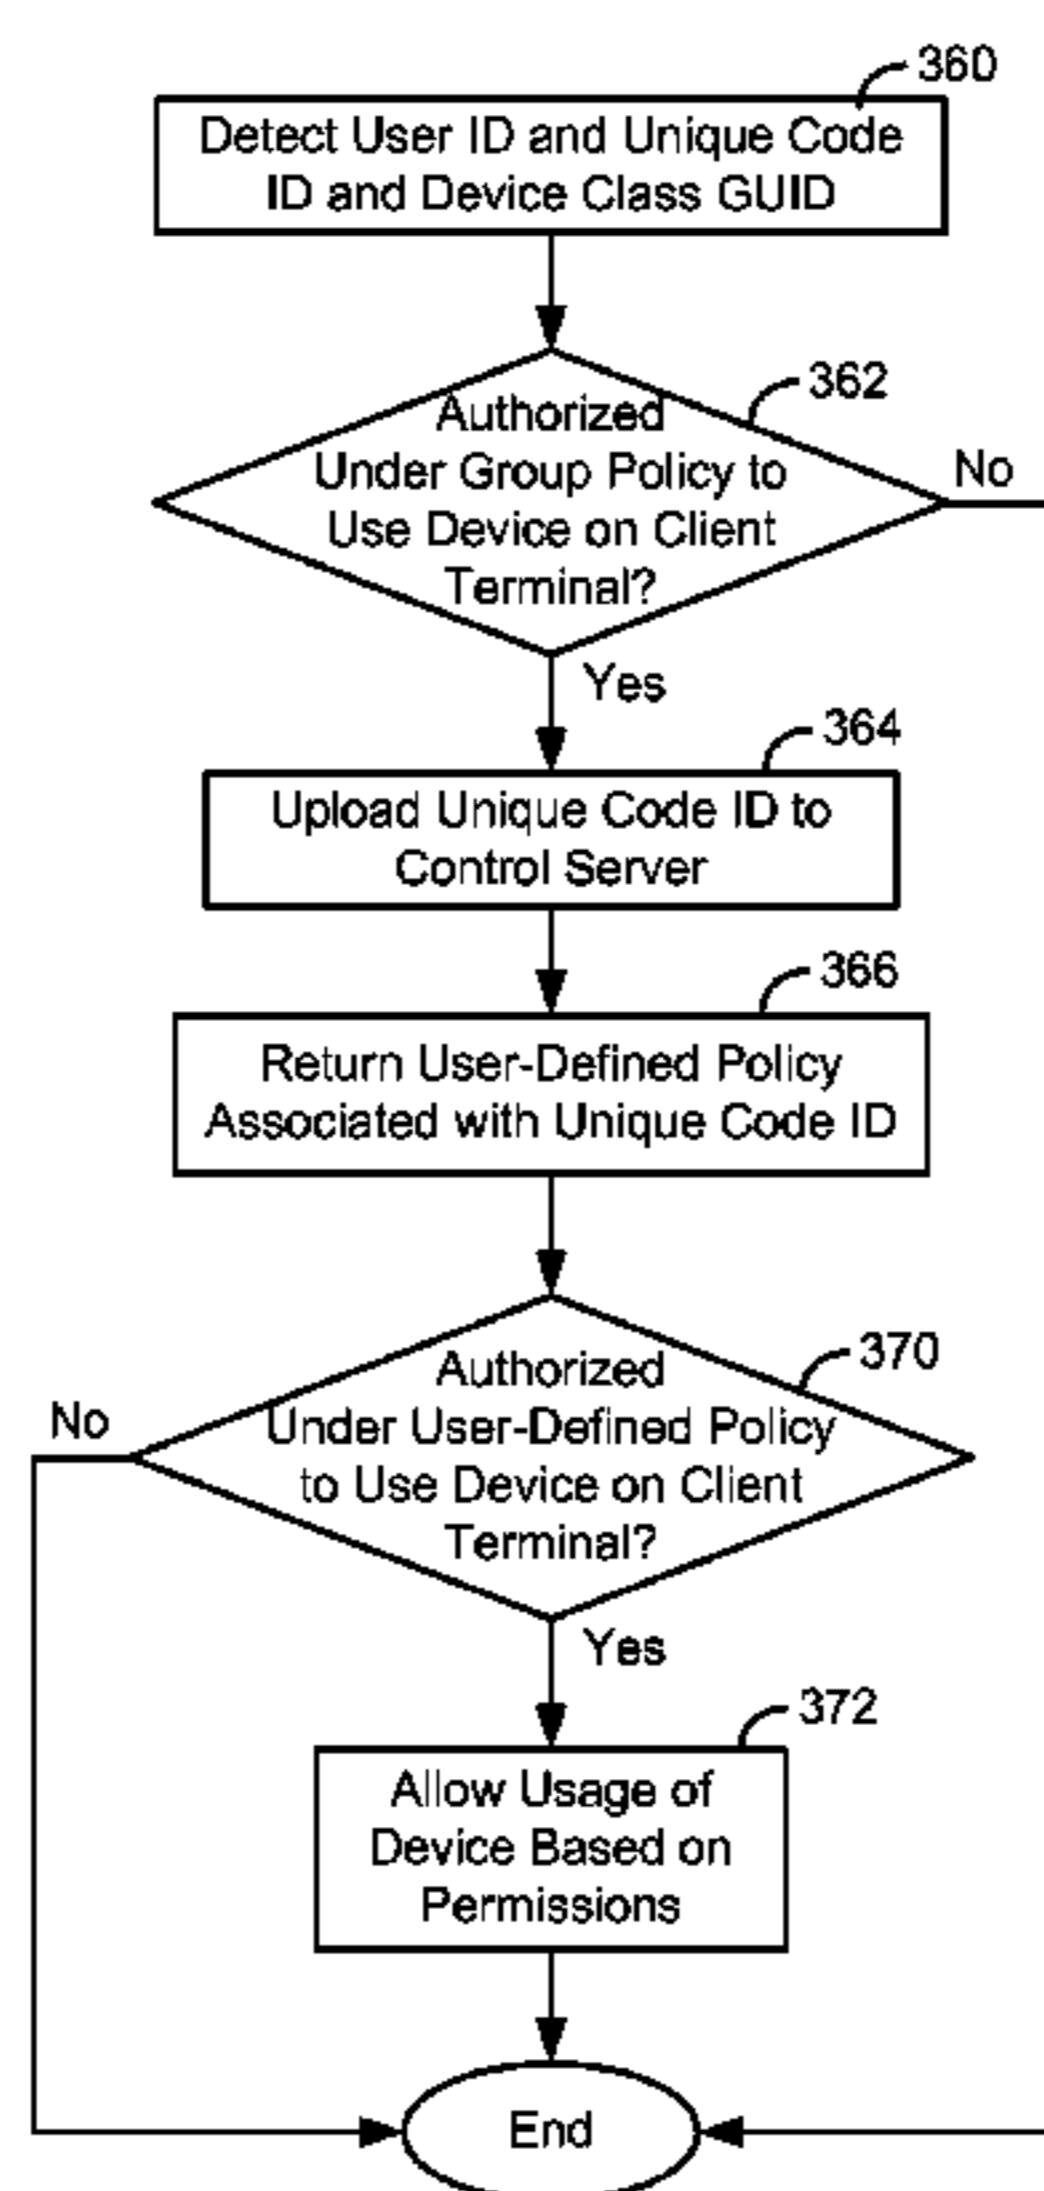 360
Detect User ID and Unique Code
ID and Device Class GUID
362
Authorized
Under Group Policy to
Use Device on Client
Terminal?
No
Yes
364
Upload Unique Code ID to
Control Server
366
Return User-Defined Policy
Associated with Unique Code ID
370
Authorized
Under User-Defined Policy
to Use Device on Client
Terminal?
No
Yes
372
Allow Usage of
Device Based on
Permissions
End